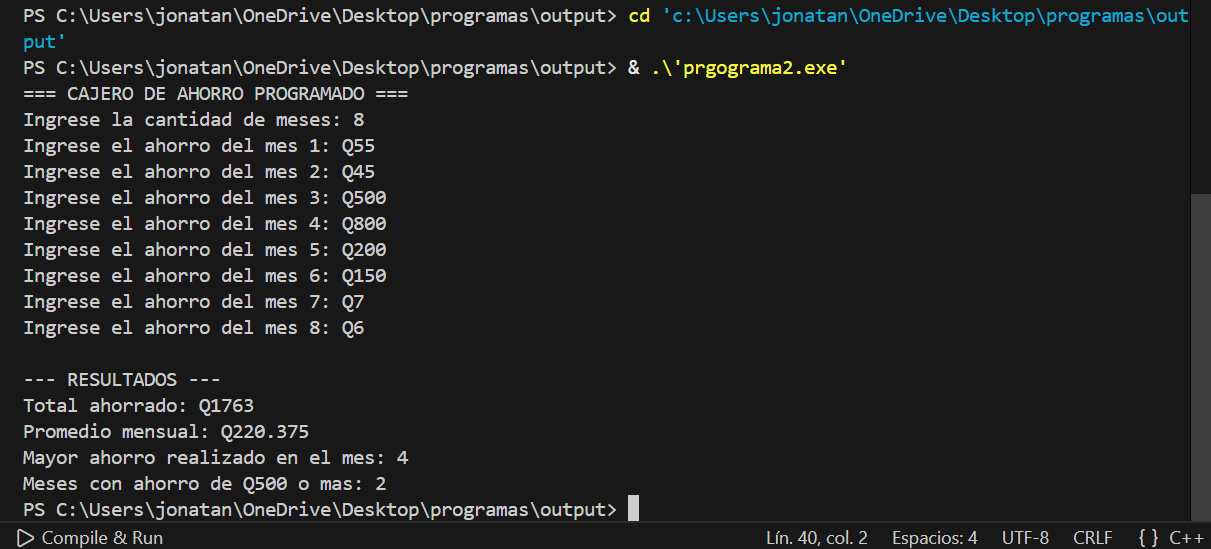 PS C:\Users\jonatan\OneDrive\Desktop\programas\output> cd 'c:\Users\jonatan\OneDrive\Desktop\programas\out
put'
PS C:\Users\jonatan\OneDrive\Desktop\programas\output> & .\'prgograma2.exe'
=== CAJERO DE AHORRO PROGRAMADO ===
Ingrese la cantidad de meses: 8
Ingrese el ahorro del mes 1: Q55
Ingrese el ahorro del mes 2: Q45
Ingrese el ahorro del mes 3: Q500
Ingrese el ahorro del mes 4: Q800
Ingrese el ahorro del mes 5: Q200
Ingrese el ahorro del mes 6: Q150
Ingrese el ahorro del mes 7: Q7
Ingrese el ahorro del mes 8: Q6
--- RESULTADOS ---
Total ahorrado: Q1763
Promedio mensual: Q220.375
Mayor ahorro realizado en el mes: 4
Meses con ahorro de Q500 o mas: 2
PS C:\Users\jonatan\OneDrive\Desktop\programas\output>
Compile & Run Lín. 40, col. 2 Espacios: 4 UTF-8 CRLF { } C++